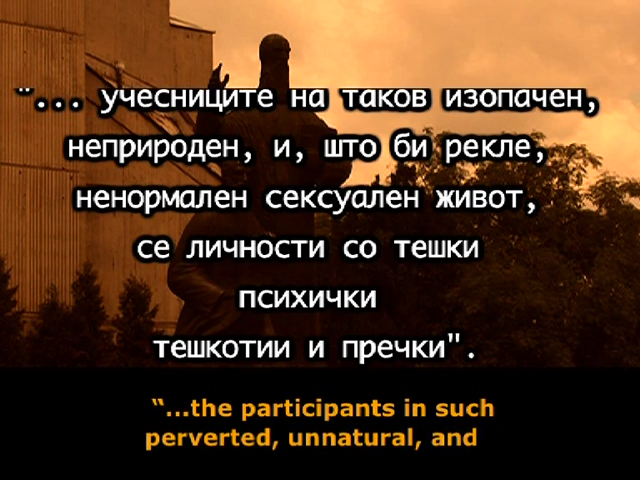 "... учесниците на таков изопачен,
неприроден, и, што би рекле,
ненормален сексуален живот,
се личности со тешки
психички
тешкотии и пречки".
“...the participants in such
perverted, unnatural, and